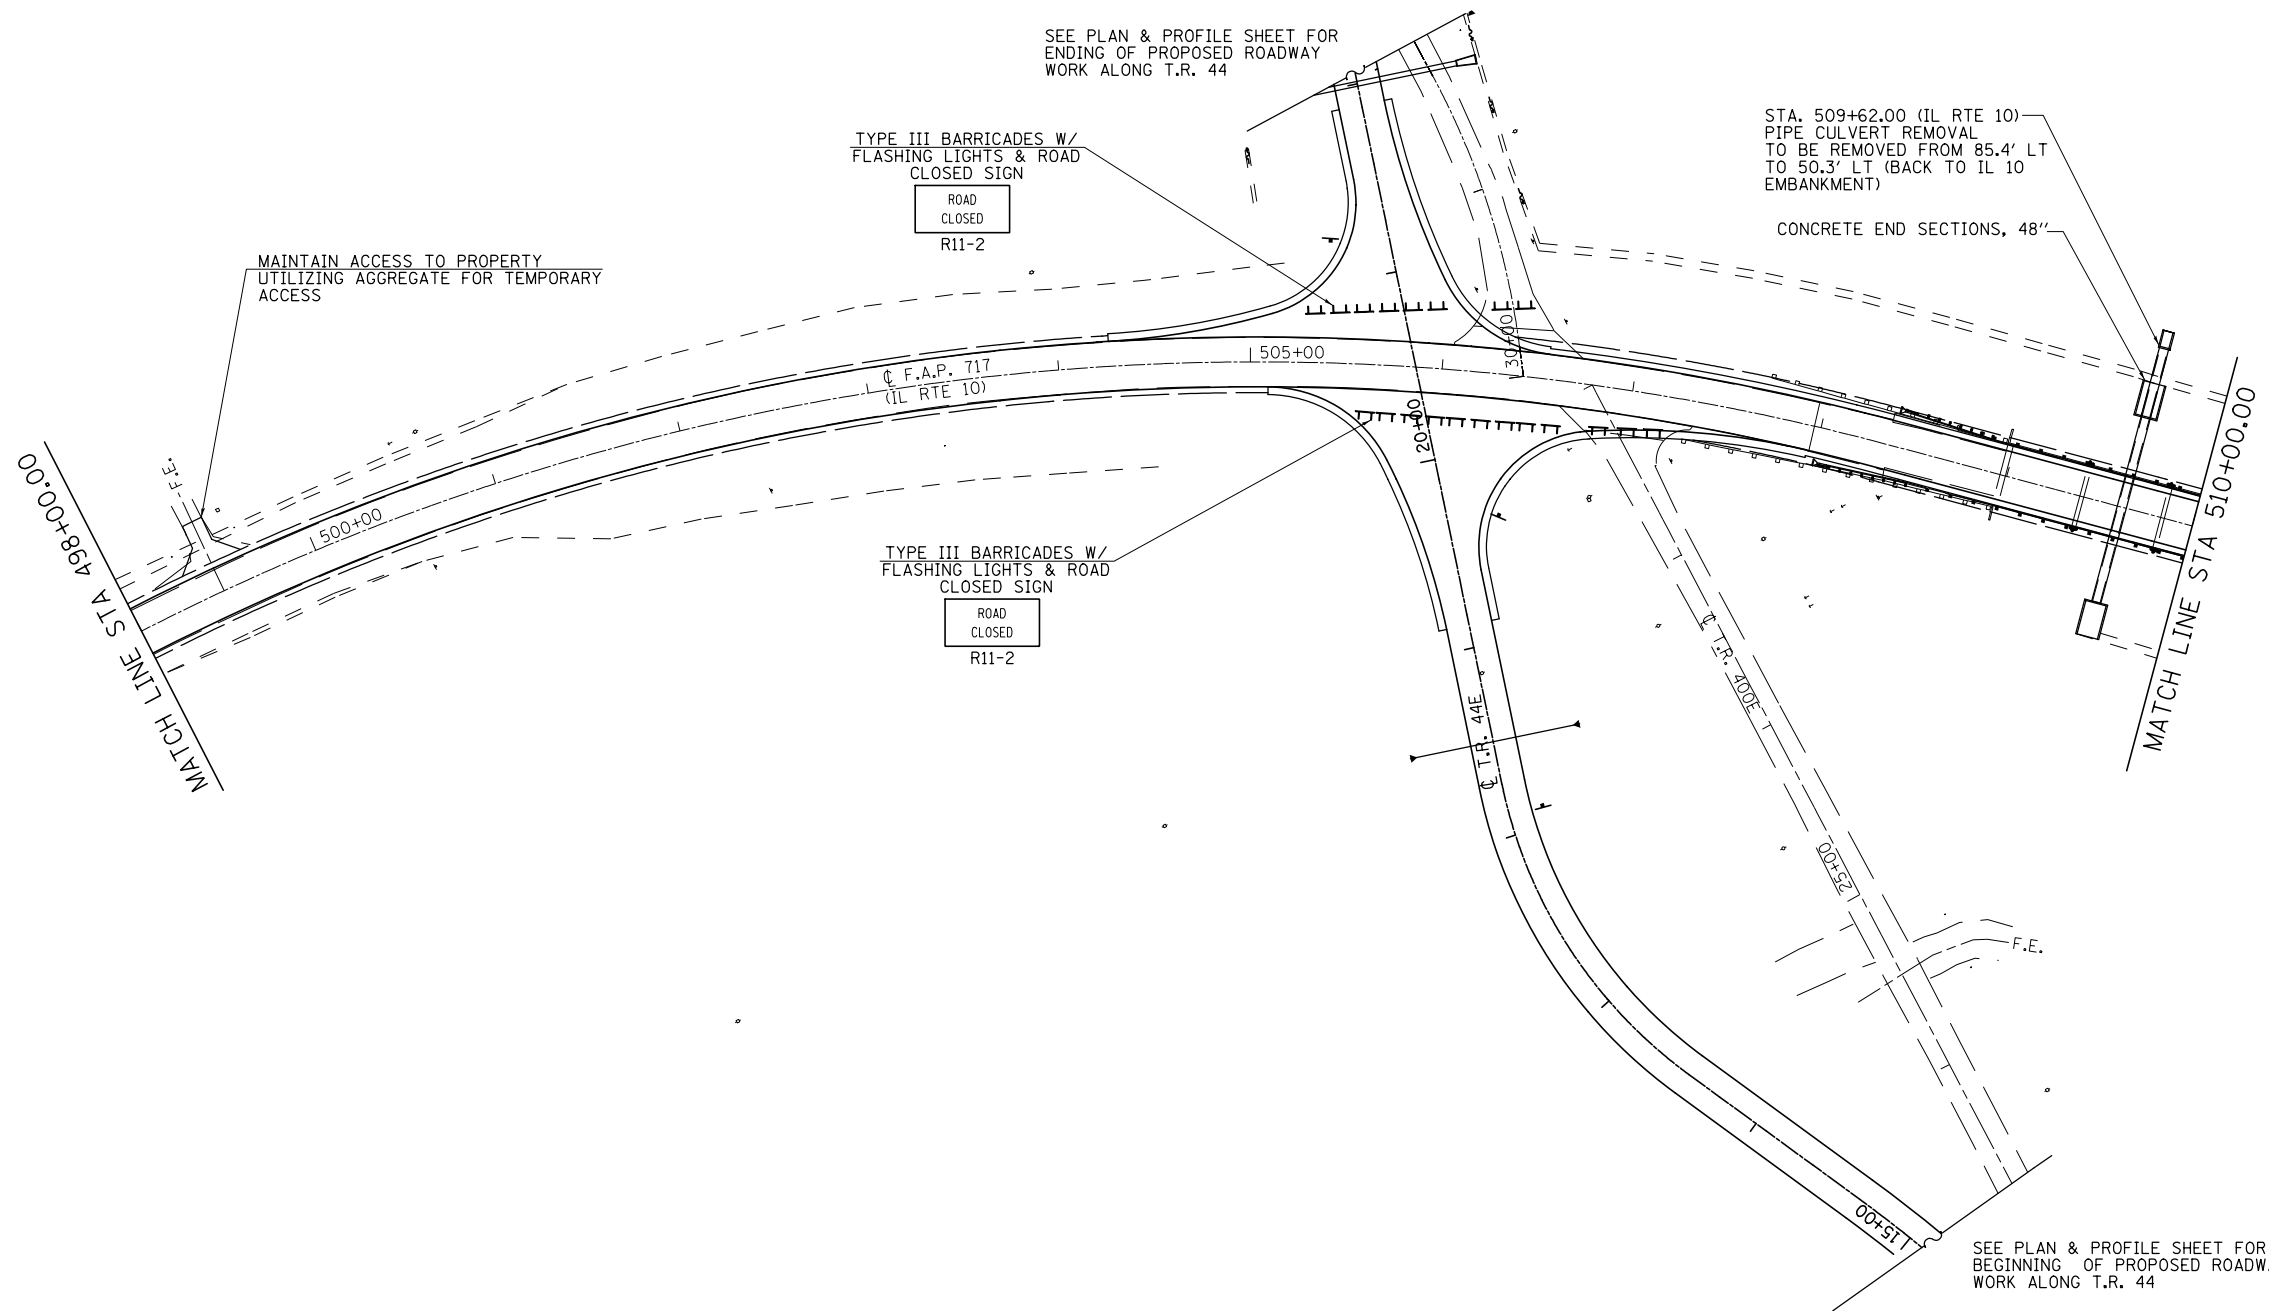 SEE PLAN & PROFILE SHEET FOR
ENDING OF PROPOSED ROADWAY
WORK ALONG T.R. 44
TYPE III BARRICADES W/
FLASHING LIGHTS & ROAD
CLOSED SIGN
ROAD
CLOSED
R11-2
STA. 509+62.00 (IL RTE 10)
PIPE CULVERT REMOVAL
TO BE REMOVED FROM 85.4' LT
TO 50.3' LT (BACK TO IL 10
EMBANKMENT)
CONCRETE END SECTIONS, 48"
MAINTAIN ACCESS TO PROPERTY
UTILIZING AGGREGATE FOR TEMPORARY
ACCESS
505+00
30+00
℄ F.A.P. 717
(IL RTE 10)
20+00
F.E.
500+00
MATCH LINE STA 498+00.00
MATCH LINE STA 510+00.00
TYPE III BARRICADES W/
FLASHING LIGHTS & ROAD
CLOSED SIGN
ROAD
CLOSED
R11-2
℄ T.R. 400E
℄ T.R. 44E
25+00
F.E.
15+00
SEE PLAN & PROFILE SHEET FOR
BEGINNING OF PROPOSED ROADW
WORK ALONG T.R. 44